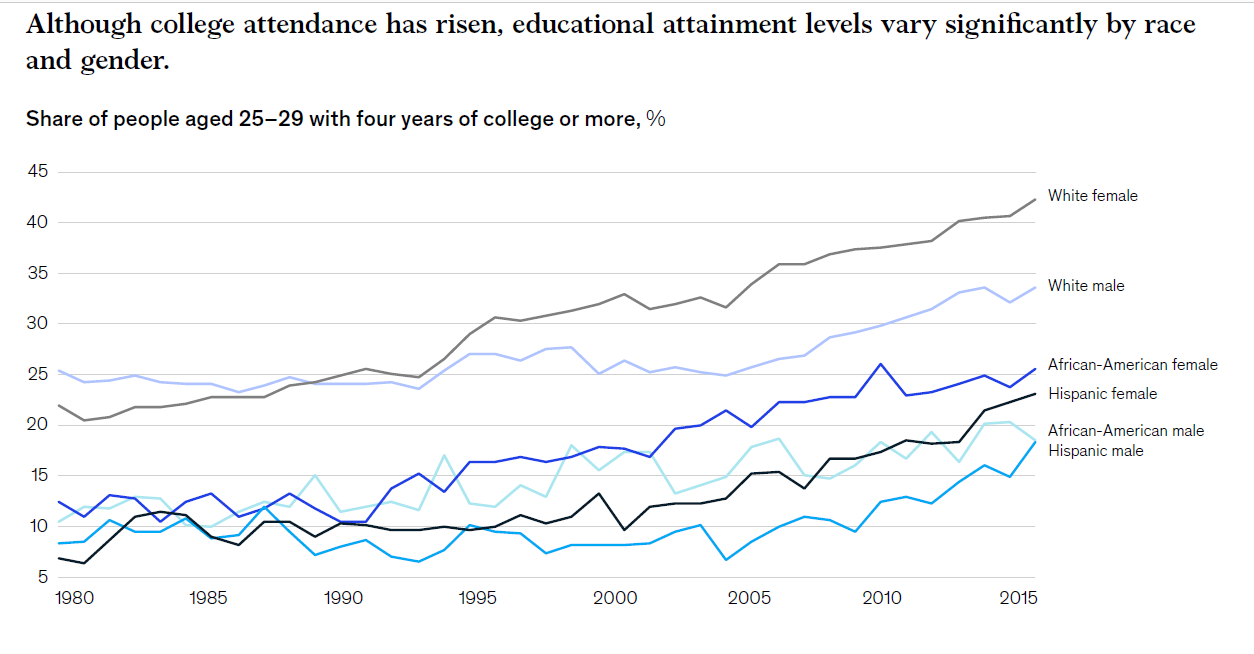 Although college attendance has risen, educational attainment levels vary significantly by race
and gender.
Share of people aged 25–29 with four years of college or more, %
45
40
35
30
25
20
15
10
5
White female
White male
African-American female
Hispanic female
African-American male
Hispanic male
1980 1985 1990 1995 2000 2005 2010 2015